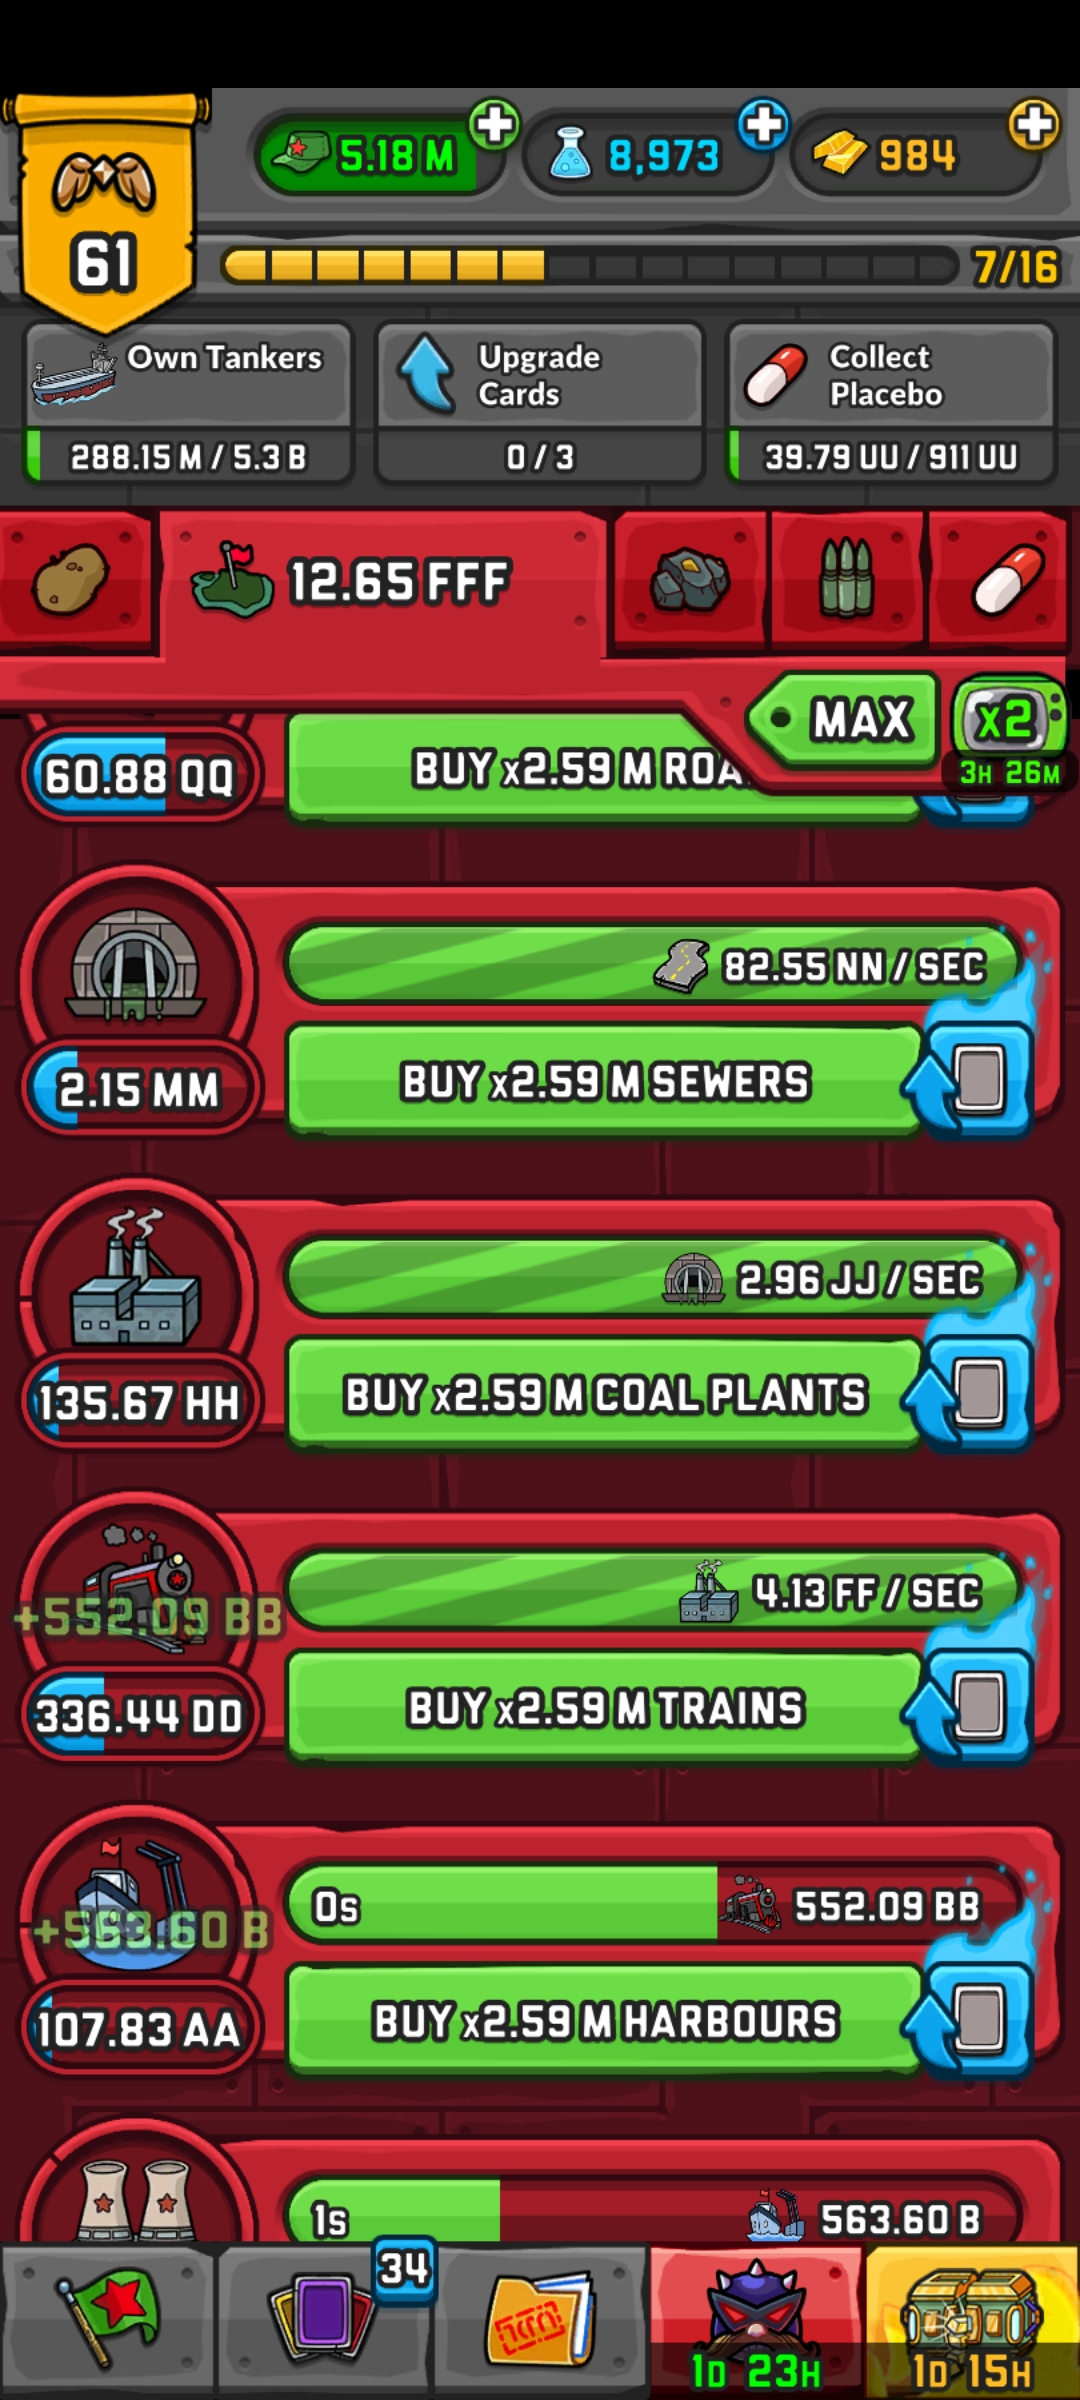 5.18 M
8,973
984
61
7/16
Own Tankers
288.15 M / 5.3 B
Upgrade
Cards
0 / 3
Collect
Placebo
39.79 UU / 911 UU
12.65 FFF
MAX
x2
3H 26M
60.88 QQ
BUY x2.59 M ROA
82.55 NN / SEC
2.15 MM
BUY x2.59 M SEWERS
2.96 JJ / SEC
135.67 HH
BUY x2.59 M COAL PLANTS
+552.09 BB
4.13 FF / SEC
336.44 DD
BUY x2.59 M TRAINS
+563.60 B
0s
552.09 BB
107.83 AA
BUY x2.59 M HARBOURS
1s
563.60 B
34
1D 23H
1D 15H